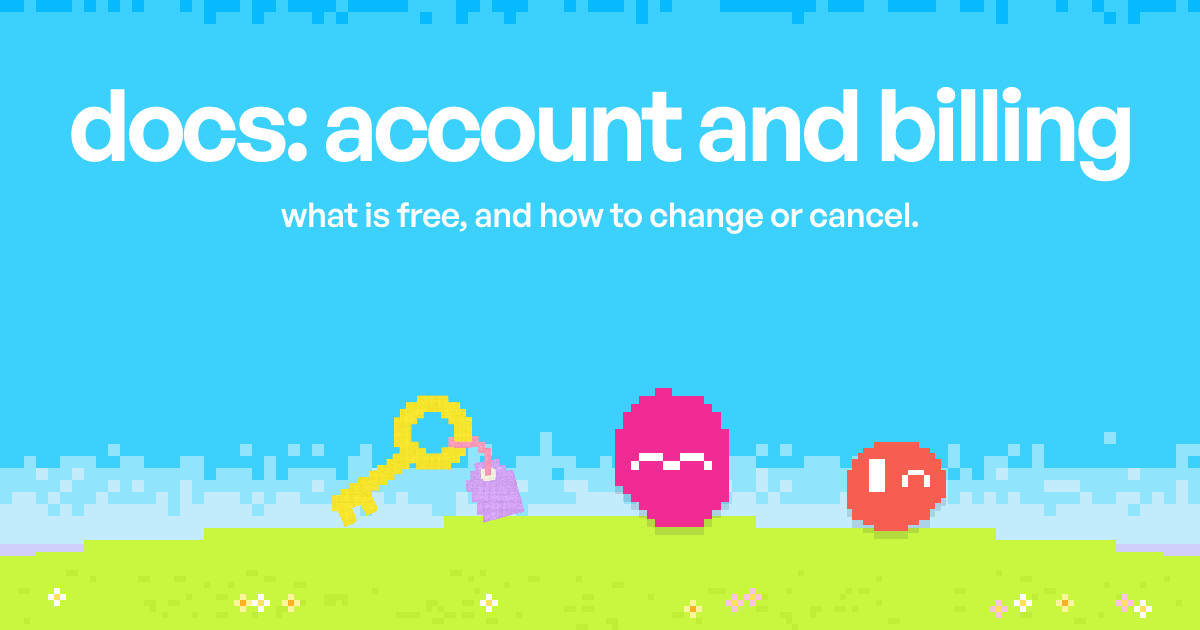 docs: account and billing
what is free, and how to change or cancel.